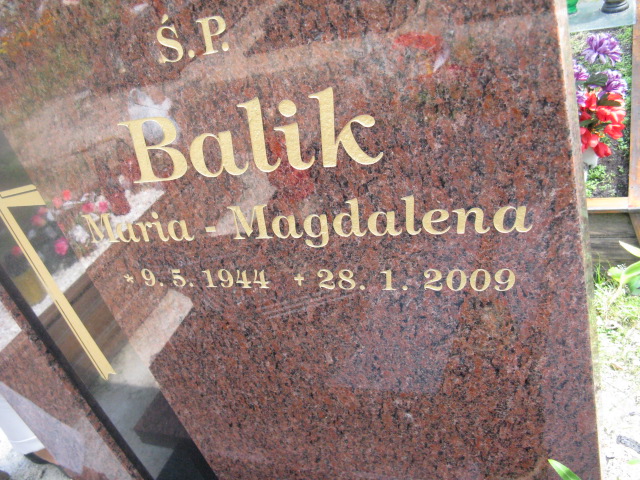 Ś.P.
Balik
Maria - Magdalena
* 9. 5. 1944 + 28. 1. 2009